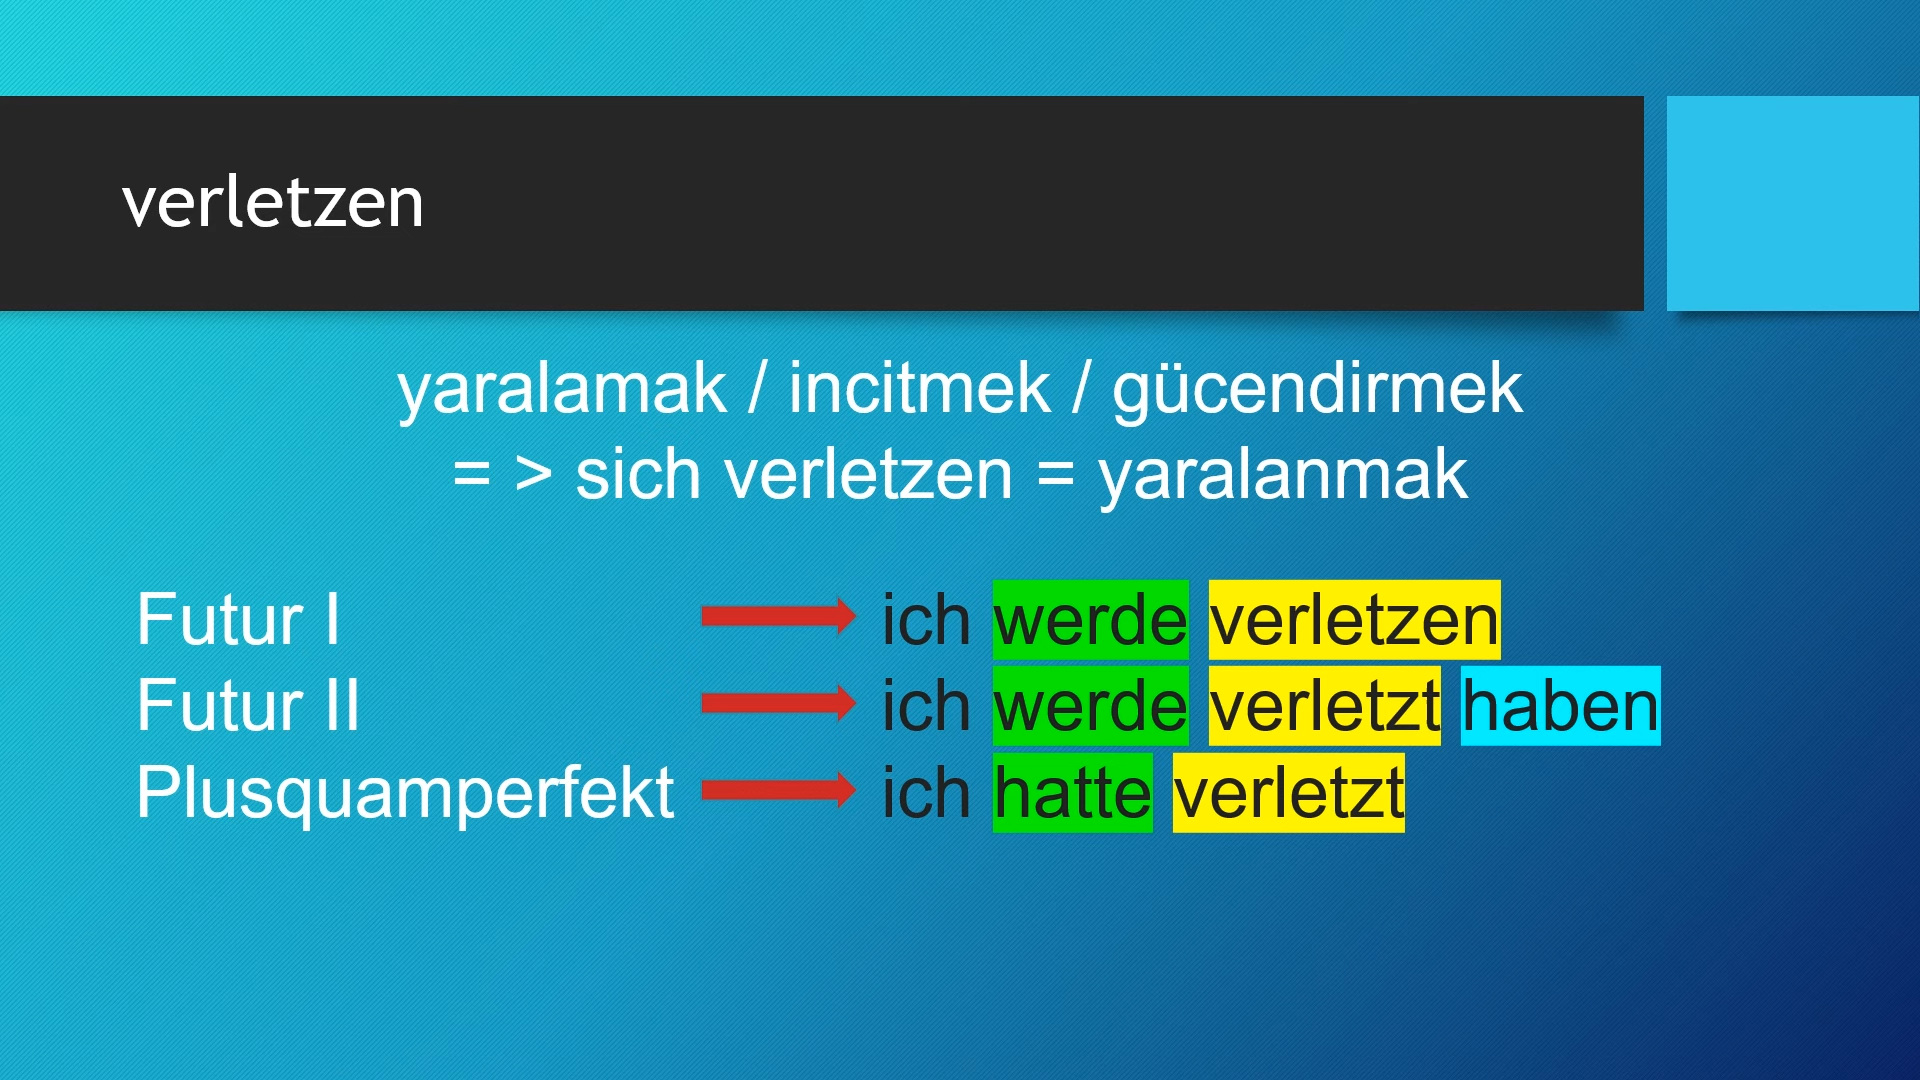 verletzen
yaralamak / incitmek / gücendirmek
= > sich verletzen = yaralanmak
Futur I ich werde verletzen
Futur II ich werde verletzt haben
Plusquamperfekt ich hatte verletzt